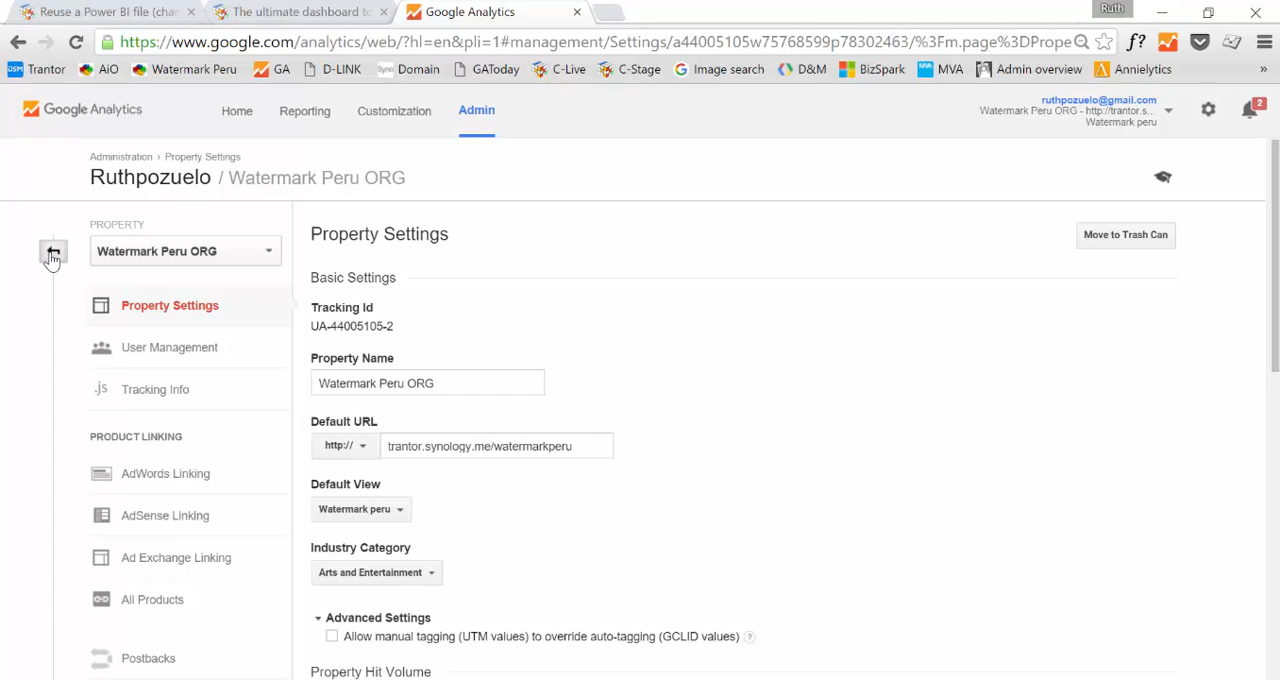 Reuse a Power BI file (chan
The ultimate dashboard to
Google Analytics
Ruth
https://www.google.com/analytics/web/?hl=en&pli=1#management/Settings/a44005105w75768599p78302463/%3Fm.page%3DPrope
f?
Trantor
AiO
Watermark Peru
GA
D-LINK
Domain
GAToday
C-Live
C-Stage
Image search
D&M
BizSpark
MVA
Admin overview
Annielytics
»
Google Analytics
Home
Reporting
Customization
Admin
ruthpozuelo@gmail.com
Watermark Peru ORG - http://trantor.s...
Watermark peru
2
Administration › Property Settings
Ruthpozuelo / Watermark Peru ORG
PROPERTY
Watermark Peru ORG
Property Settings
User Management
.js Tracking Info
PRODUCT LINKING
AdWords Linking
AdSense Linking
Ad Exchange Linking
All Products
Postbacks
Property Settings
Move to Trash Can
Basic Settings
Tracking Id
UA-44005105-2
Property Name
Watermark Peru ORG
Default URL
http:// trantor.synology.me/watermarkperu
Default View
Watermark peru
Industry Category
Arts and Entertainment
Advanced Settings
Allow manual tagging (UTM values) to override auto-tagging (GCLID values) ?
Property Hit Volume